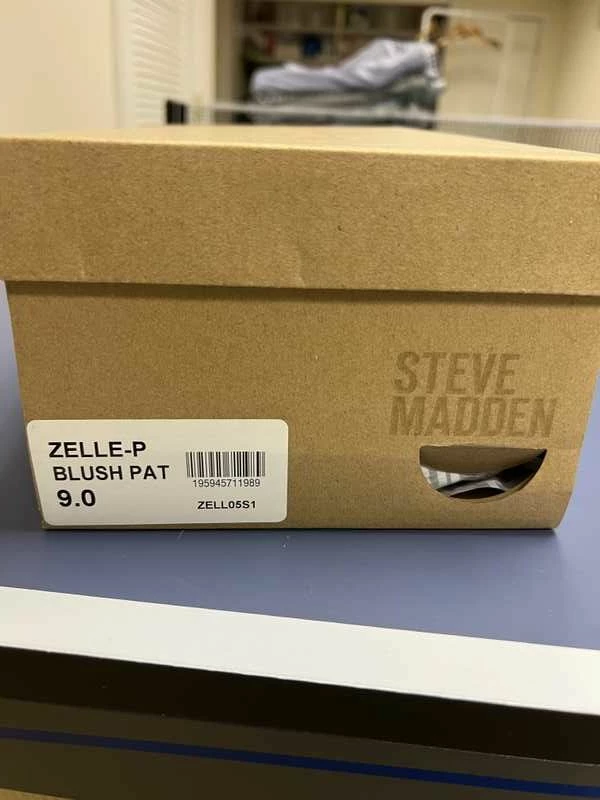 STEVE
MADDEN
ZELLE-P
BLUSH PAT
9.0
195945711989
ZELL05S1